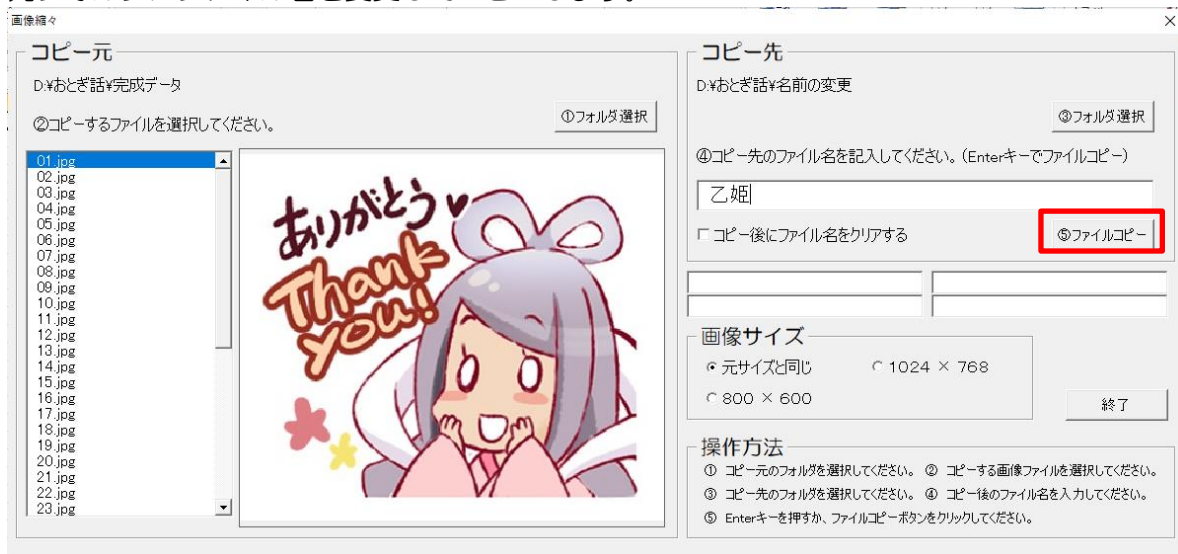 画像縮々
コピー元
D:¥おとぎ話¥完成データ
①フォルダ選択
②コピーするファイルを選択してください。
01.jpg
02.jpg
03.jpg
04.jpg
05.jpg
06.jpg
07.jpg
08.jpg
09.jpg
10.jpg
11.jpg
12.jpg
13.jpg
14.jpg
15.jpg
16.jpg
17.jpg
18.jpg
19.jpg
20.jpg
21.jpg
22.jpg
23.jpg
ありがとう
Thank
you!
コピー先
D:¥おとぎ話¥名前の変更
③フォルダ選択
④コピー先のファイル名を記入してください。(Enterキーでファイルコピー)
乙姫
コピー後にファイル名をクリアする
⑤ファイルコピー
画像サイズ
元サイズと同じ
1024 × 768
800 × 600
終了
操作方法
① コピー元のフォルダを選択してください。 ② コピーする画像ファイルを選択してください。
③ コピー先のフォルダを選択してください。 ④ コピー後のファイル名を入力してください。
⑤ Enterキーを押すか、ファイルコピーボタンをクリックしてください。